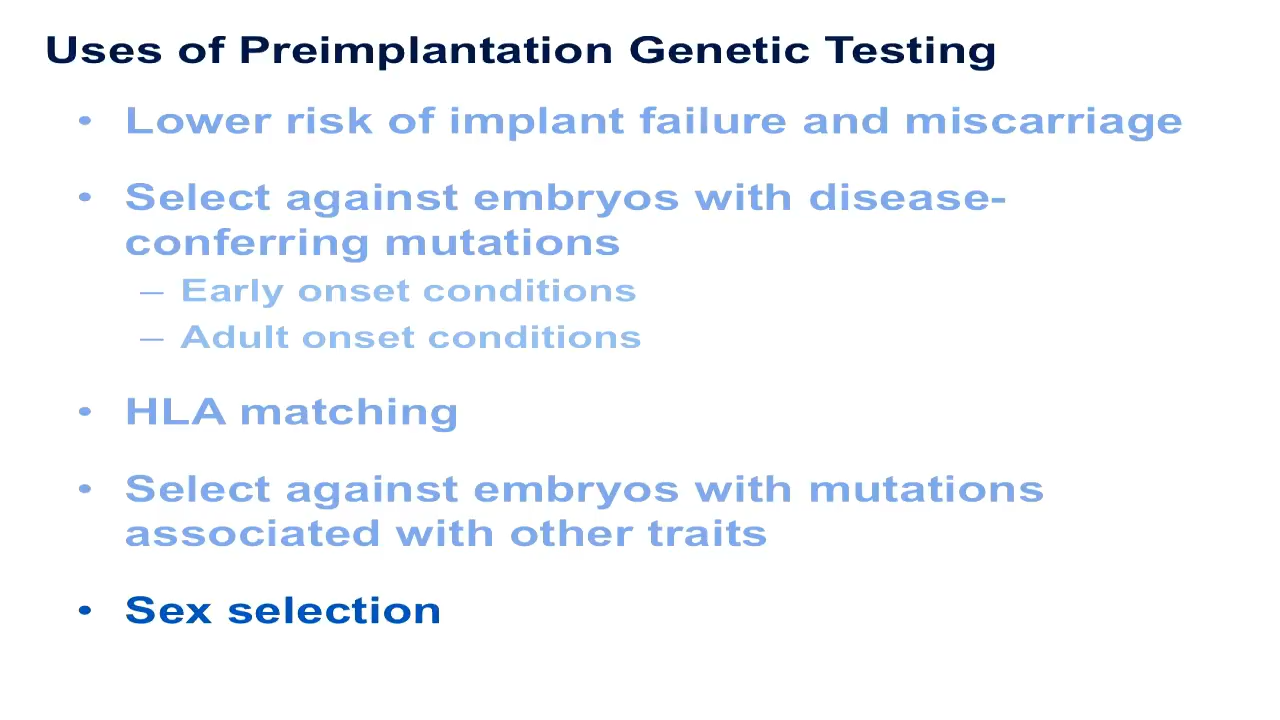 Uses of Preimplantation Genetic Testing
• Lower risk of implant failure and miscarriage
• Select against embryos with disease-
conferring mutations
– Early onset conditions
– Adult onset conditions
• HLA matching
• Select against embryos with mutations
associated with other traits
• Sex selection